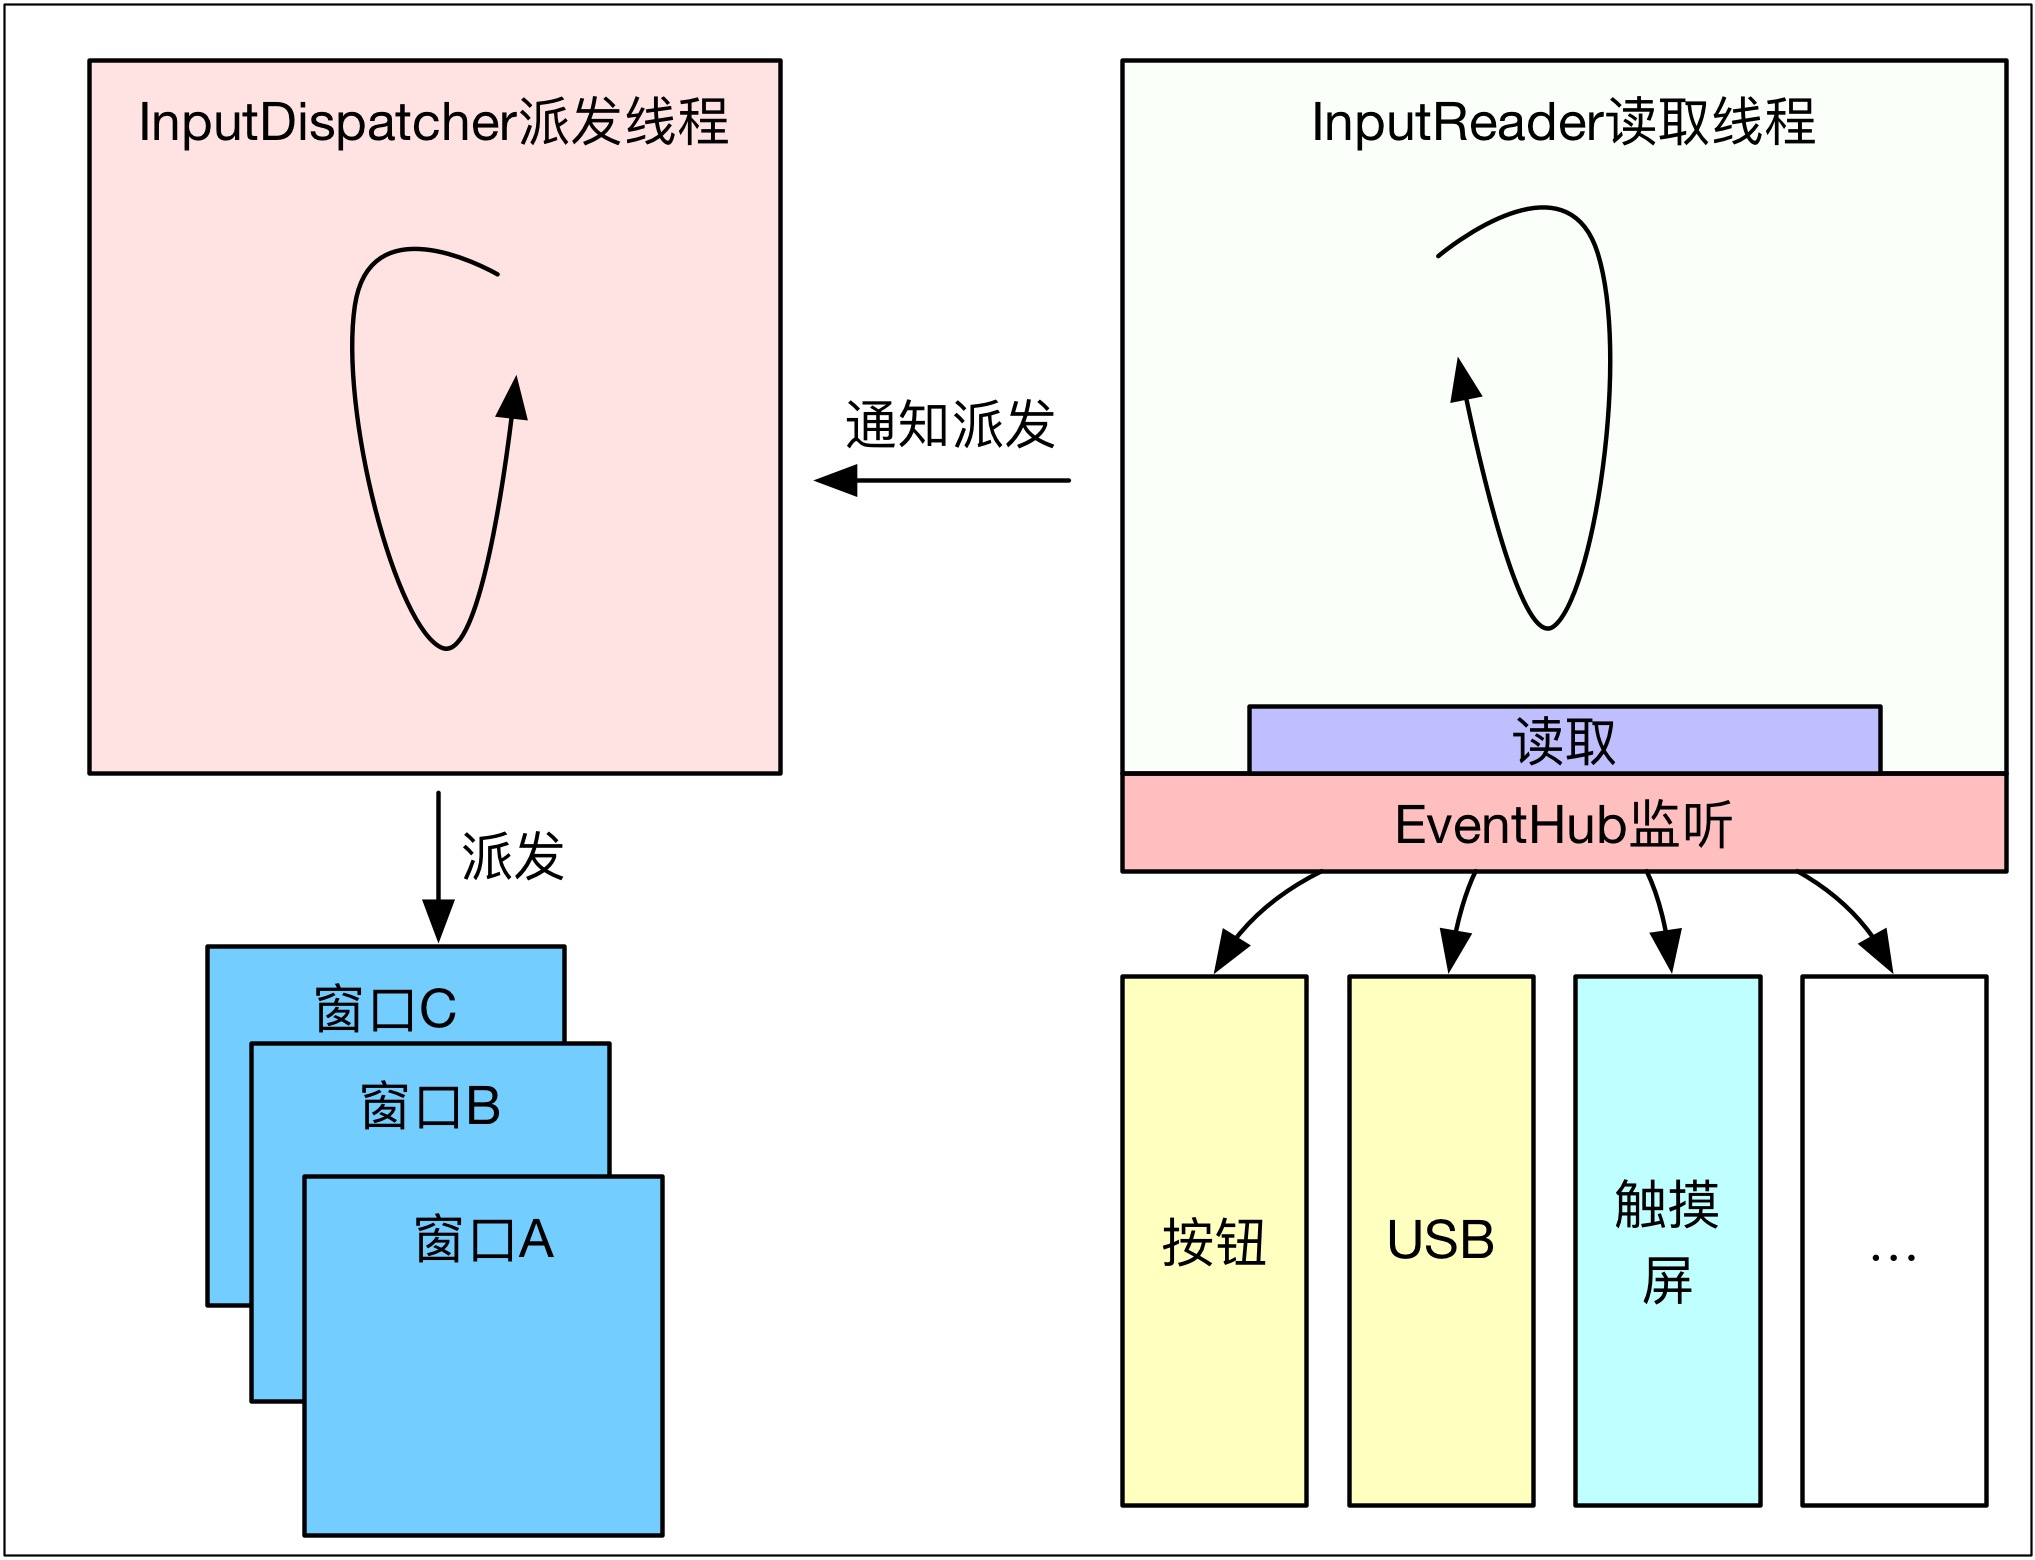 InputDispatcher派发线程
InputReader读取线程
通知派发
读取
EventHub监听
派发
窗口C
窗口B
窗口A
按钮
USB
触摸
屏
...